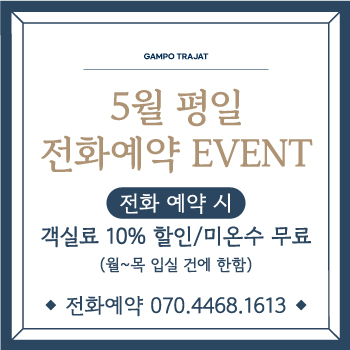 GAMPO TRAJAT
5월 평일
전화예약 EVENT
전화 예약 시
객실료 10% 할인/미온수 무료
(월~목 입실 건에 한함)
◆ 전화예약 070.4468.1613 ◆